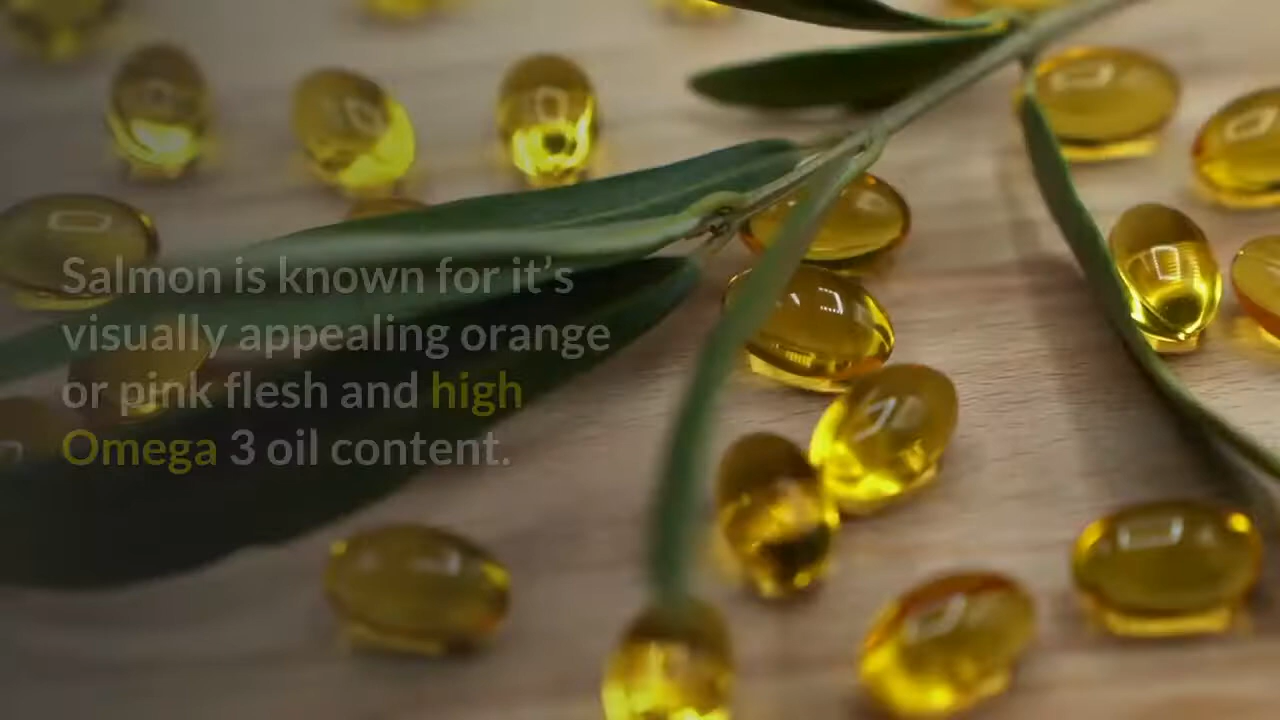 Salmon is known for it’s
visually appealing orange
or pink flesh and high
Omega 3 oil content.